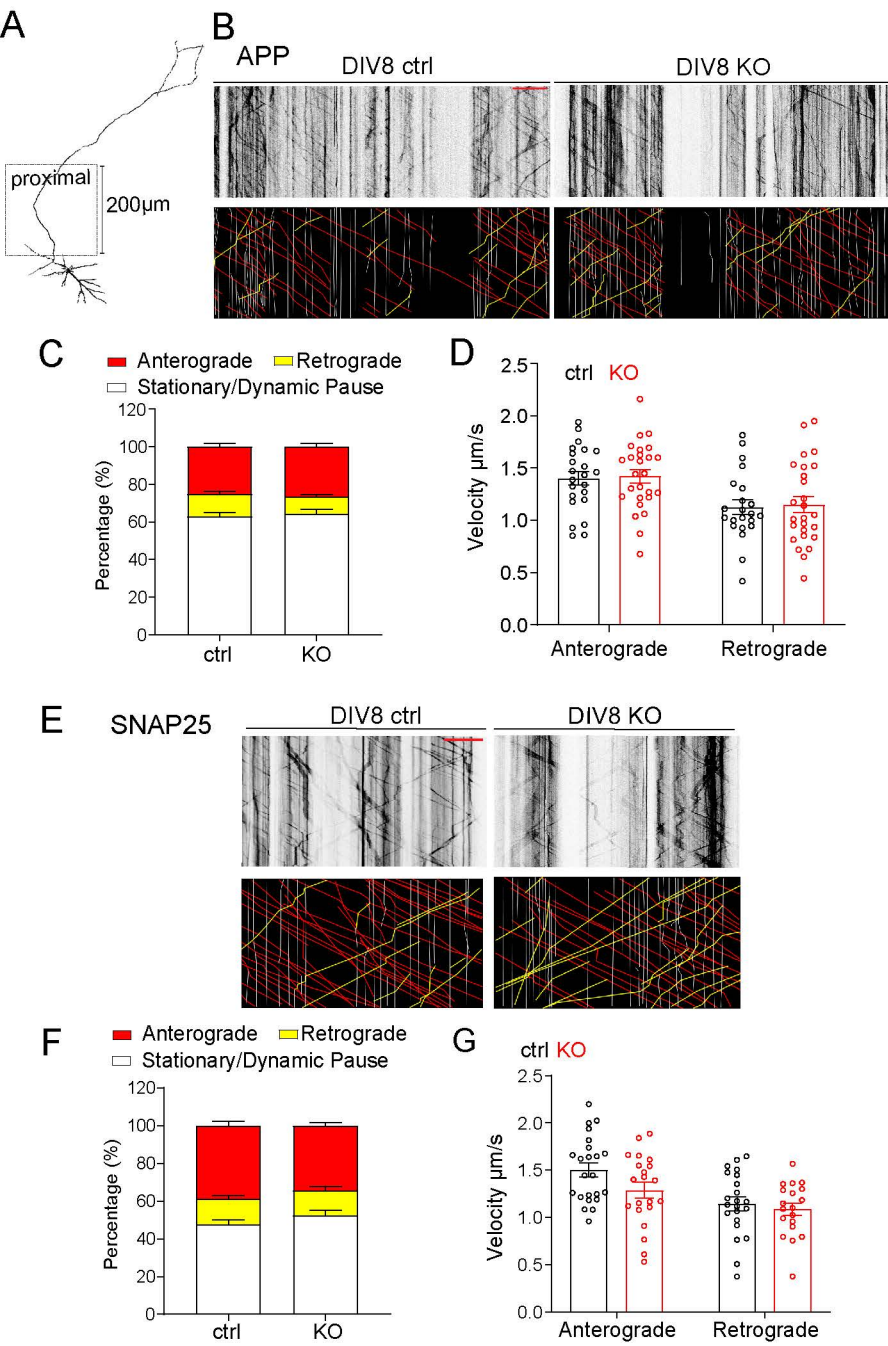 A
proximal
200µm
B
APP
DIV8 ctrl
DIV8 KO
C
Anterograde
Retrograde
Stationary/Dynamic Pause
Percentage (%)
120
100
80
60
40
20
0
ctrl
KO
D
ctrl KO
Velocity µm/s
2.5
2.0
1.5
1.0
0.5
0.0
Anterograde
Retrograde
E
SNAP25
DIV8 ctrl
DIV8 KO
F
Anterograde
Retrograde
Stationary/Dynamic Pause
Percentage (%)
120
100
80
60
40
20
0
ctrl
KO
G
ctrl KO
Velocity µm/s
2.5
2.0
1.5
1.0
0.5
0.0
Anterograde
Retrograde